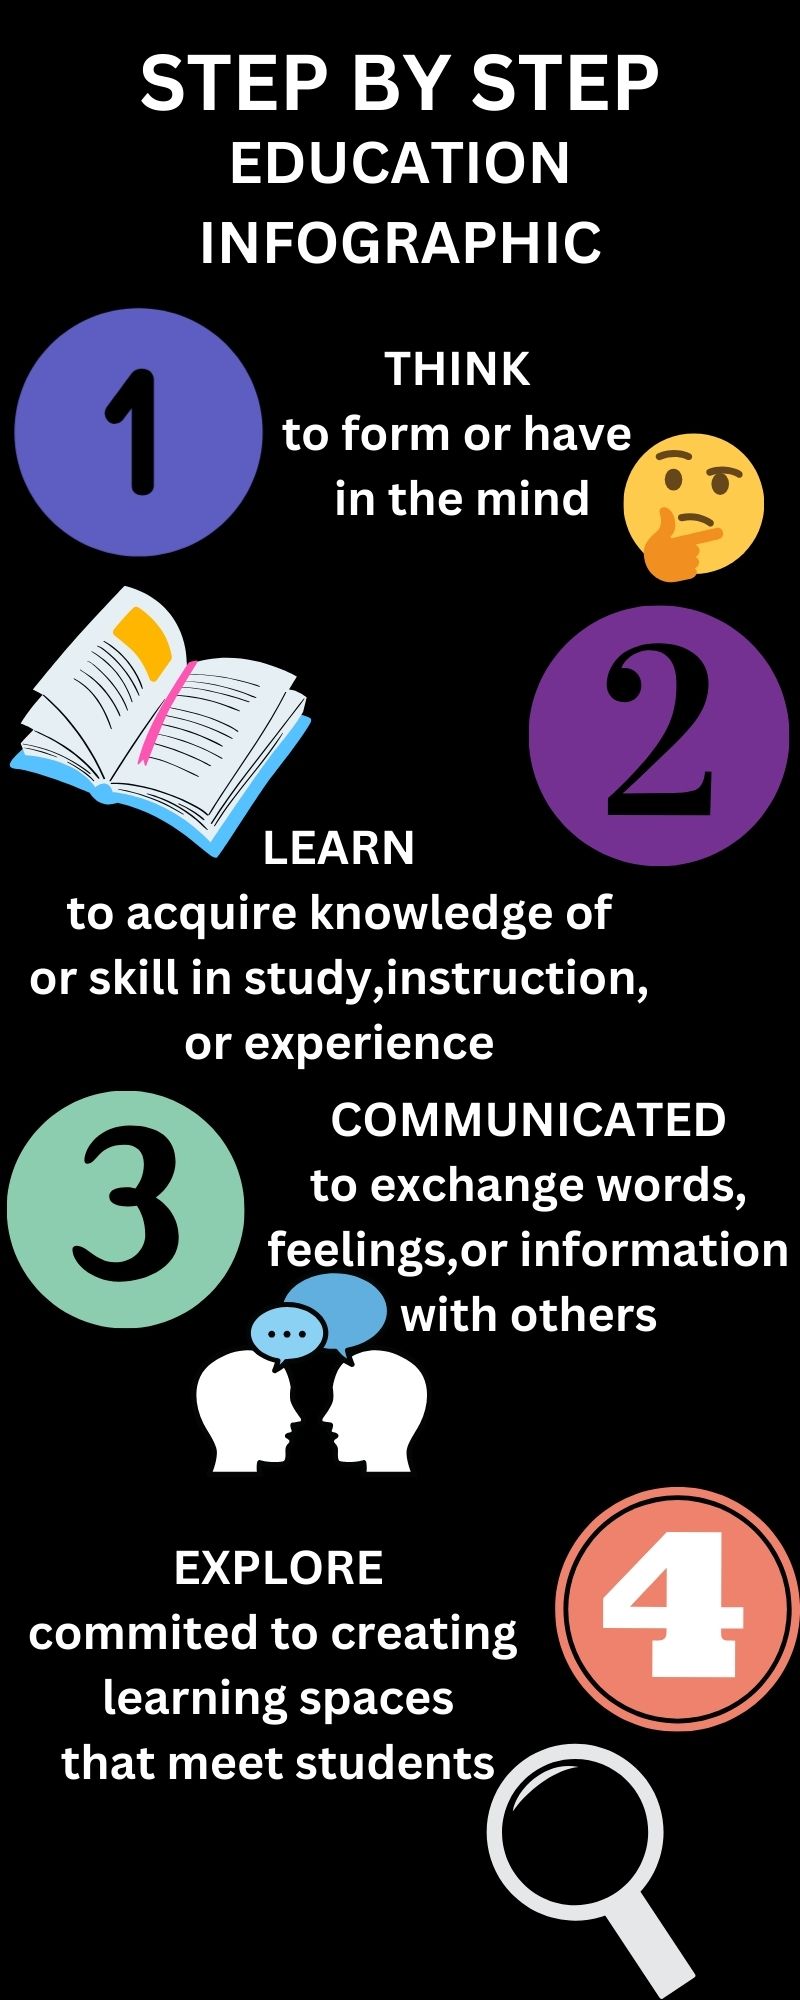 STEP BY STEP
EDUCATION
INFOGRAPHIC
1
THINK
to form or have
in the mind
2
LEARN
to acquire knowledge of
or skill in study,instruction,
or experience
3
COMMUNICATED
to exchange words,
feelings,or information
with others
4
EXPLORE
commited to creating
learning spaces
that meet students